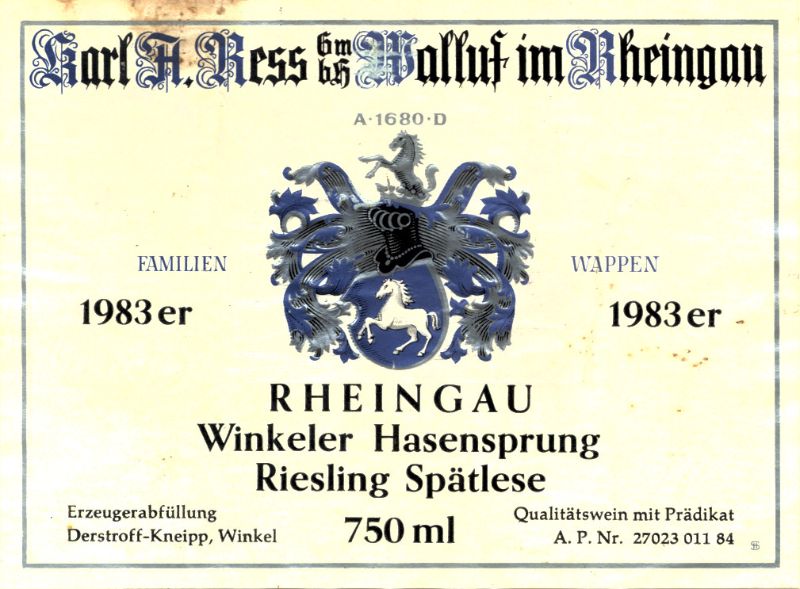 Karl A. Ress GmbH Walluf im Rheingau
A·1680·D
FAMILIEN WAPPEN
1983er 1983er
RHEINGAU
Winkeler Hasensprung
Riesling Spätlese
Erzeugerabfüllung
Derstroff-Kneipp, Winkel
750 ml
Qualitätswein mit Prädikat
A. P. Nr. 27023 011 84